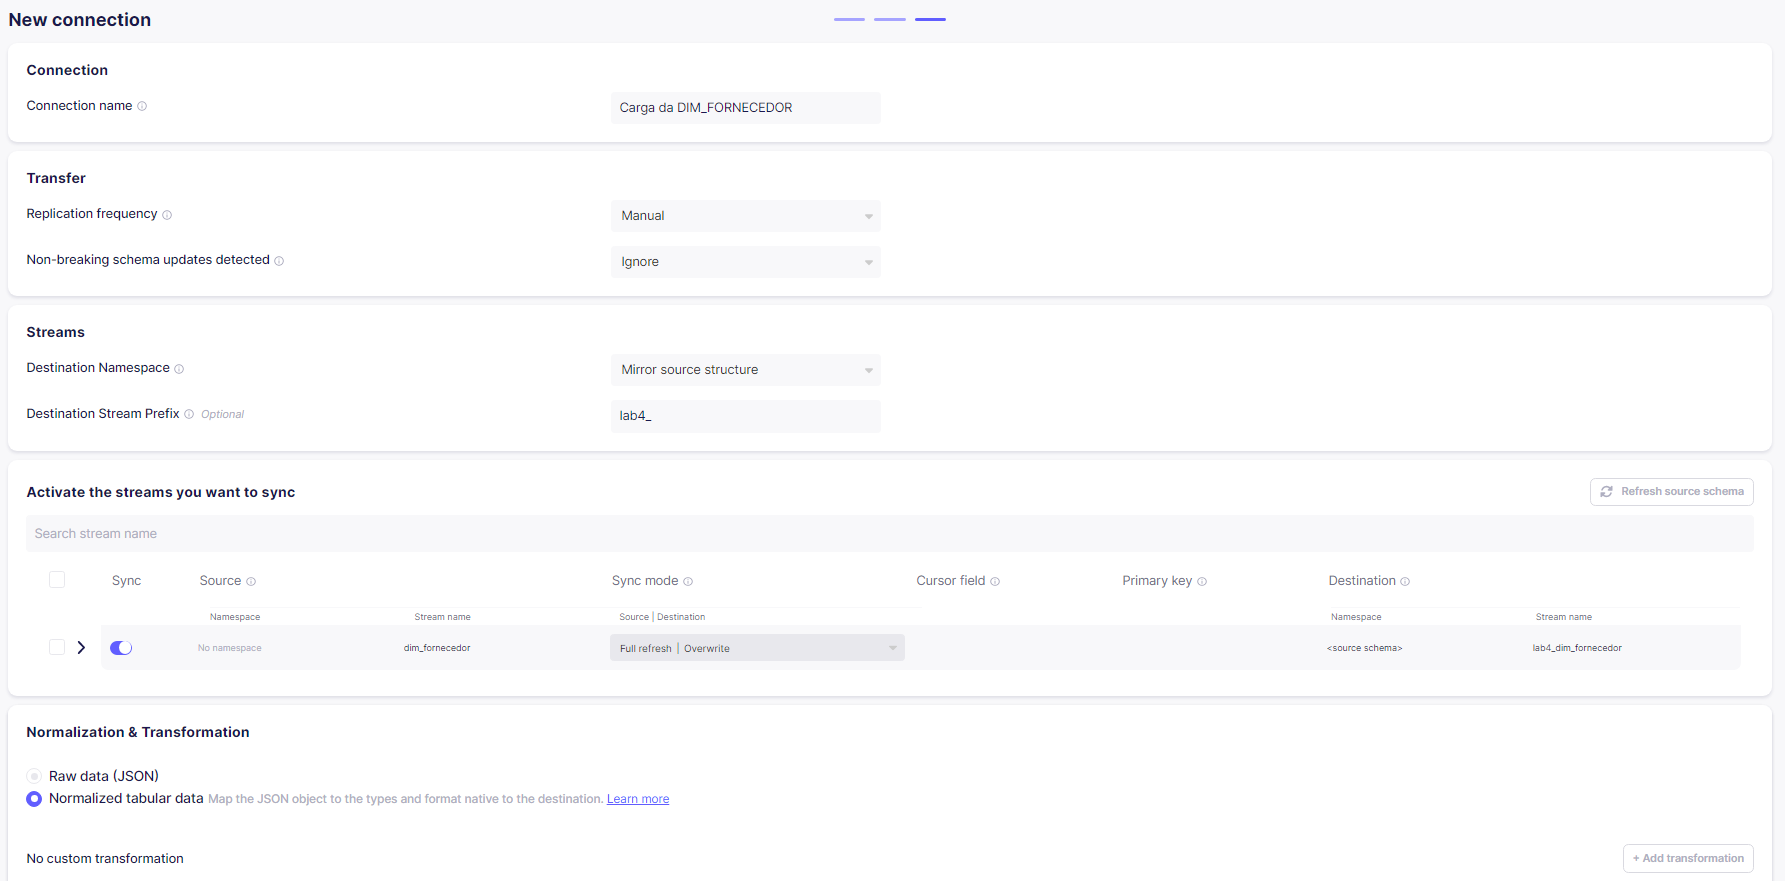 New connection
Connection
Connection name
Carga da DIM_FORNECEDOR
Transfer
Replication frequency
Manual
Non-breaking schema updates detected
Ignore
Streams
Destination Namespace
Mirror source structure
Destination Stream Prefix Optional
lab4_
Activate the streams you want to sync
Refresh source schema
Search stream name
Sync Source Sync mode Cursor field Primary key Destination
Namespace Stream name Source | Destination Namespace Stream name
No namespace dim_fornecedor Full refresh | Overwrite <source schema> lab4_dim_fornecedor
Normalization & Transformation
Raw data (JSON)
Normalized tabular data Map the JSON object to the types and format native to the destination. Learn more
No custom transformation
+ Add transformation